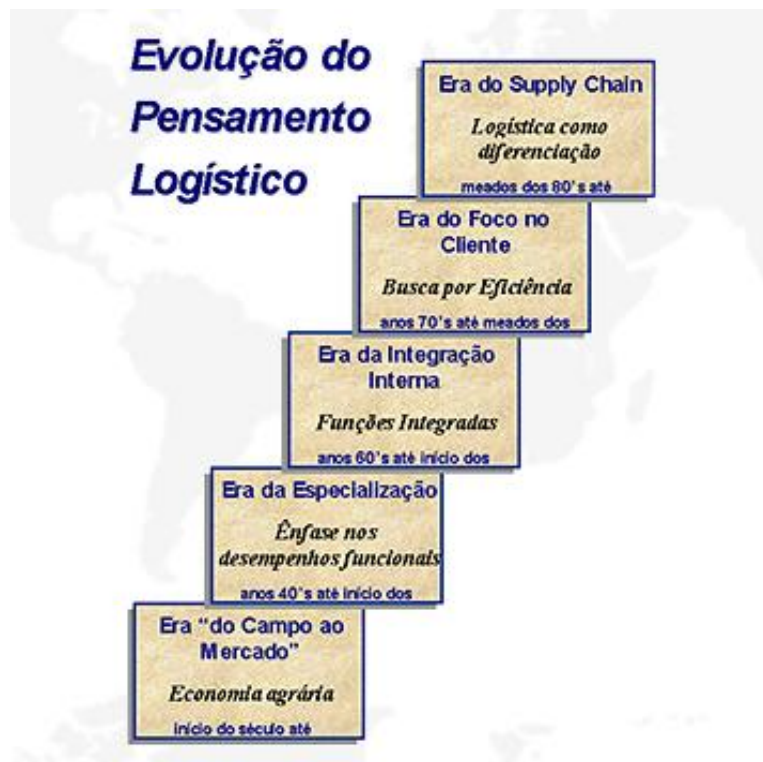 Evolução do
Pensamento
Logístico
Era do Supply Chain
Logística como
diferenciação
meados dos 80's até
Era do Foco no
Cliente
Busca por Eficiência
anos 70's até meados dos
Era da Integração
Interna
Funções Integradas
anos 60's até início dos
Era da Especialização
Ênfase nos
desempenhos funcionais
anos 40's até início dos
Era “do Campo ao
Mercado”
Economia agrária
início do século até